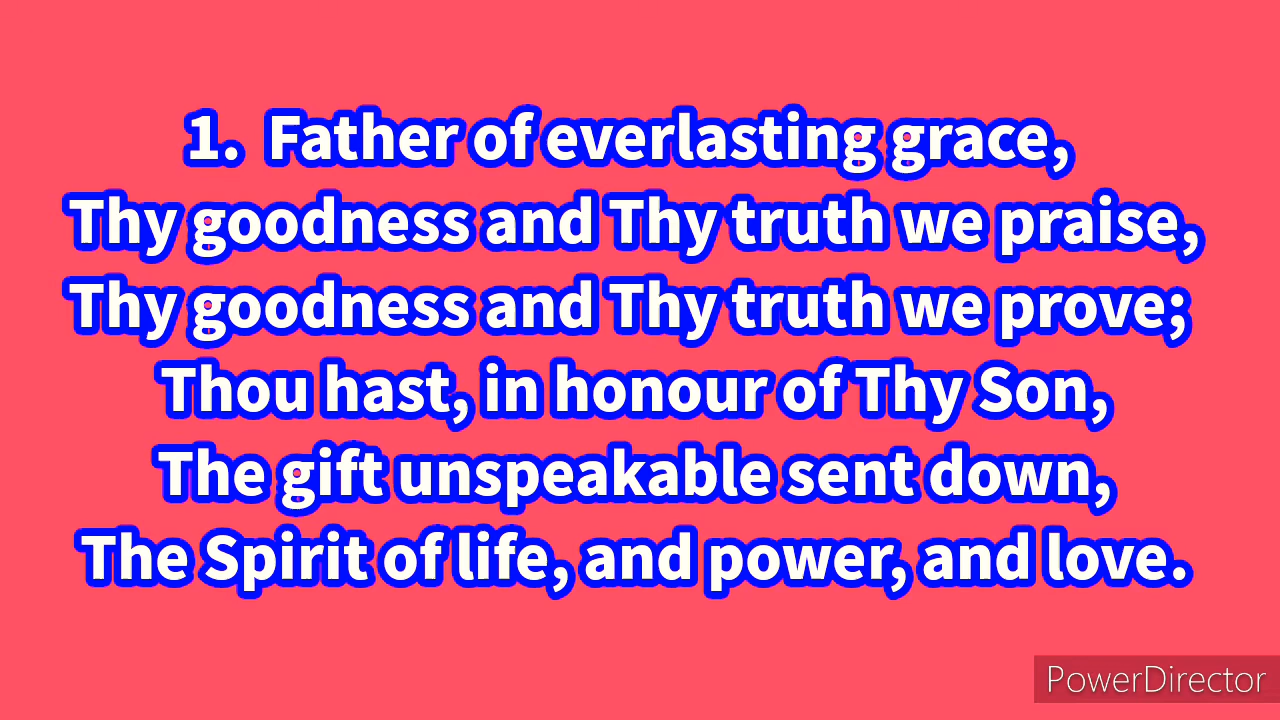 1. Father of everlasting grace,
Thy goodness and Thy truth we praise,
Thy goodness and Thy truth we prove;
Thou hast, in honour of Thy Son,
The gift unspeakable sent down,
The Spirit of life, and power, and love.
PowerDirector